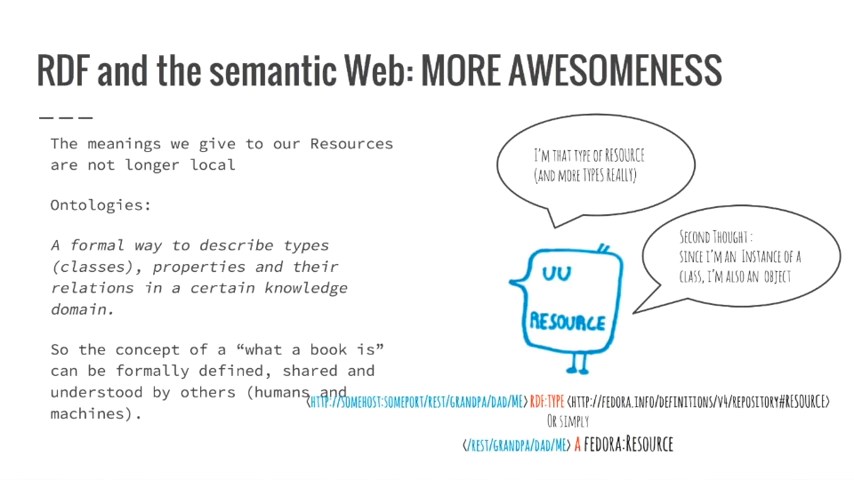 RDF and the semantic Web: MORE AWESOMENESS
The meanings we give to our Resources
are not longer local
Ontologies:
A formal way to describe types
(classes), properties and their
relations in a certain knowledge
domain.
So the concept of a “what a book is”
can be formally defined, shared and
understood by others (humans and
machines).
I'M THAT TYPE OF RESOURCE
(AND MORE TYPES REALLY)
SECOND THOUGHT :
SINCE I'M AN INSTANCE OF A
CLASS, I'M ALSO AN OBJECT
UU
RESOURCE
<HTTP://SOMEHOST:SOMEPORT/REST/GRANDPA/DAD/ME> RDF:TYPE <HTTP://FEDORA.INFO/DEFINITIONS/V4/REPOSITORY#RESOURCE>
OR SIMPLY
</REST/GRANDPA/DAD/ME> A FEDORA:RESOURCE